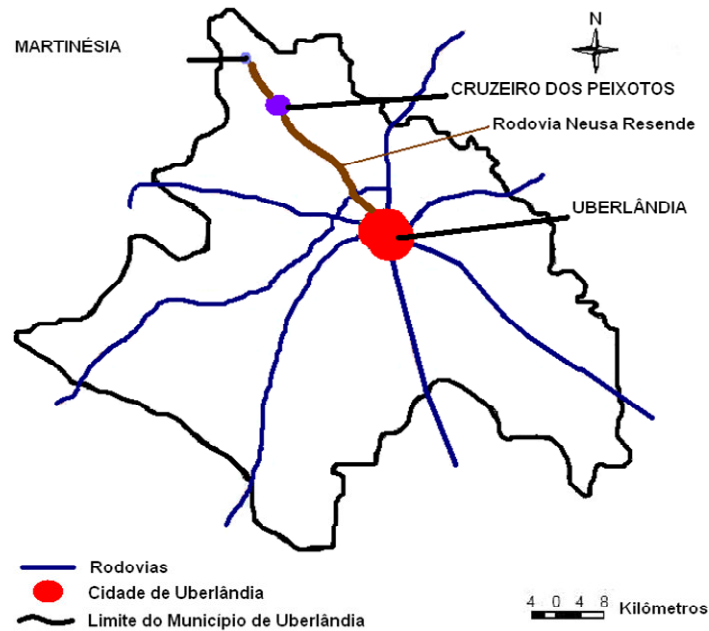 N
MARTINÉSIA
CRUZEIRO DOS PEIXOTOS
Rodovia Neusa Resende
UBERLÂNDIA
Rodovias
Cidade de Uberlândia
Limite do Município de Uberlândia
4 0 4 8 Kilômetros